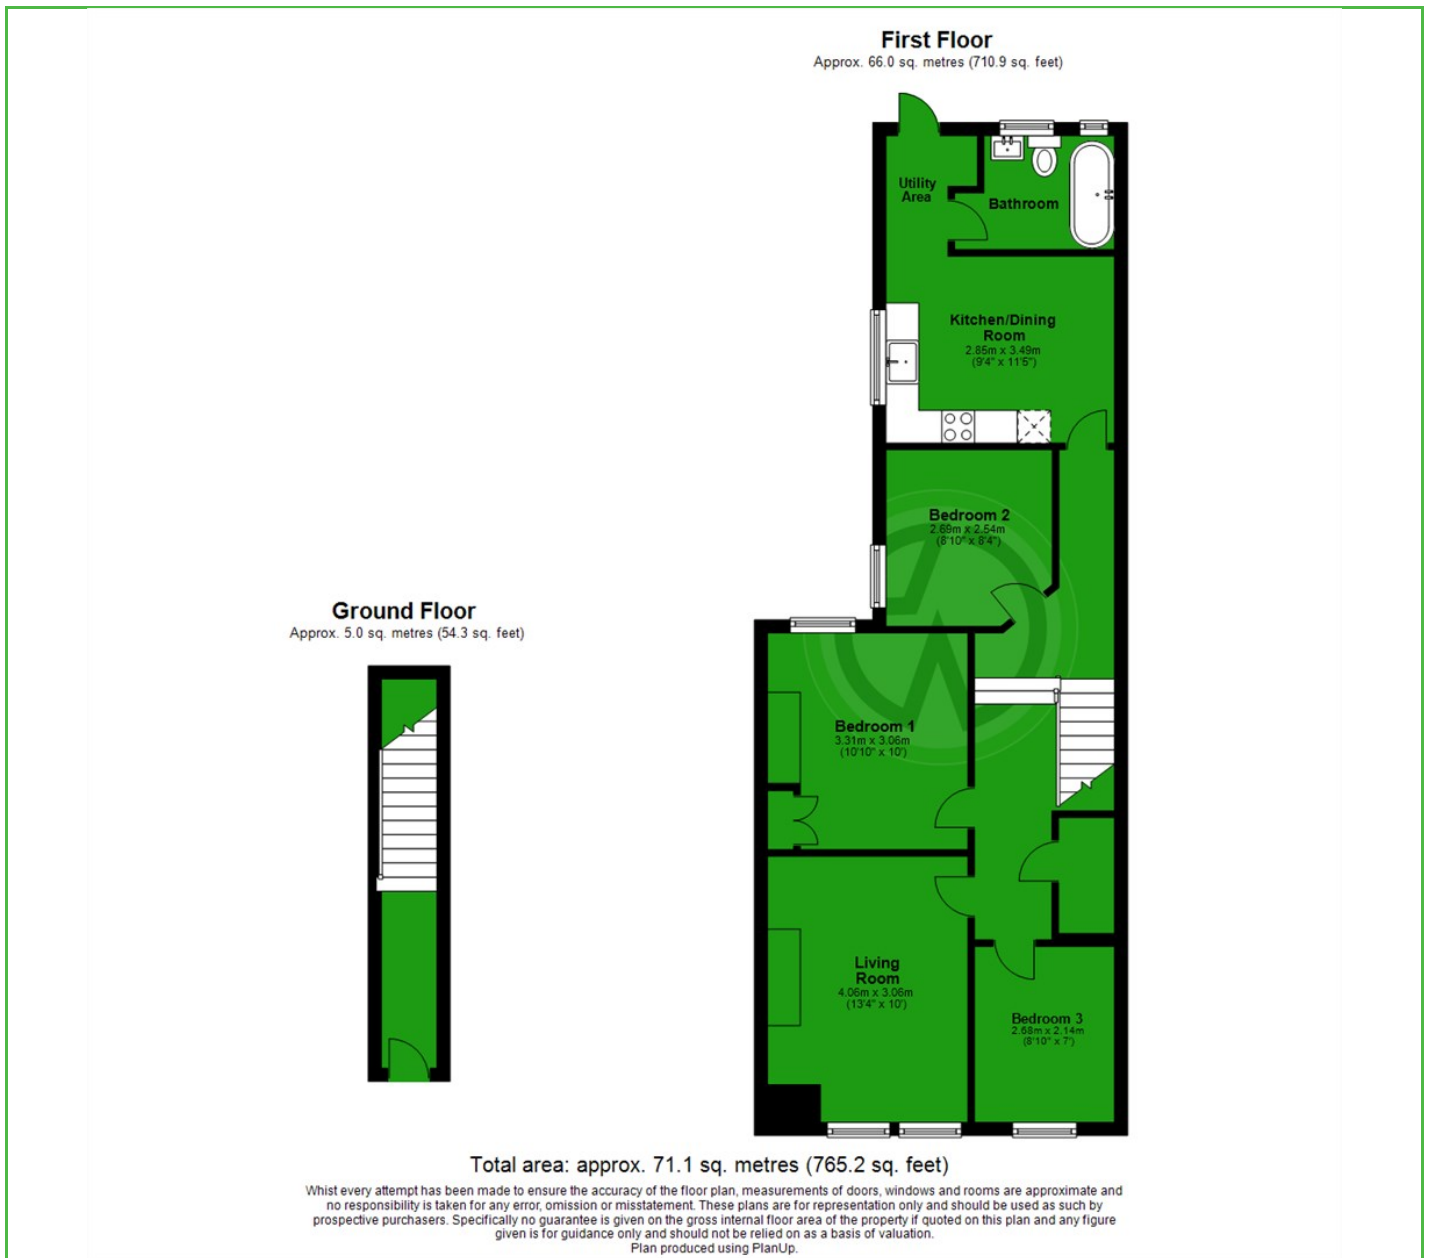 First Floor
Approx. 66.0 sq. metres (710.9 sq. feet)
Utility
Area
Bathroom
Kitchen/Dining
Room
2.85m x 3.49m
(9'4" x 11'5")
Bedroom 2
2.69m x 2.54m
(8'10" x 8'4")
Ground Floor
Approx. 5.0 sq. metres (54.3 sq. feet)
Bedroom 1
3.31m x 3.06m
(10'10" x 10')
Living
Room
4.06m x 3.06m
(13'4" x 10')
Bedroom 3
2.68m x 2.14m
(8'10" x 7')
Total area: approx. 71.1 sq. metres (765.2 sq. feet)
Whist every attempt has been made to ensure the accuracy of the floor plan, measurements of doors, windows and rooms are approximate and
no responsibility is taken for any error, omission or misstatement. These plans are for representation only and should be used as such by
prospective purchasers. Specifically no guarantee is given on the gross internal floor area of the property if quoted on this plan and any figure
given is for guidance only and should not be relied on as a basis of valuation.
Plan produced using PlanUp.